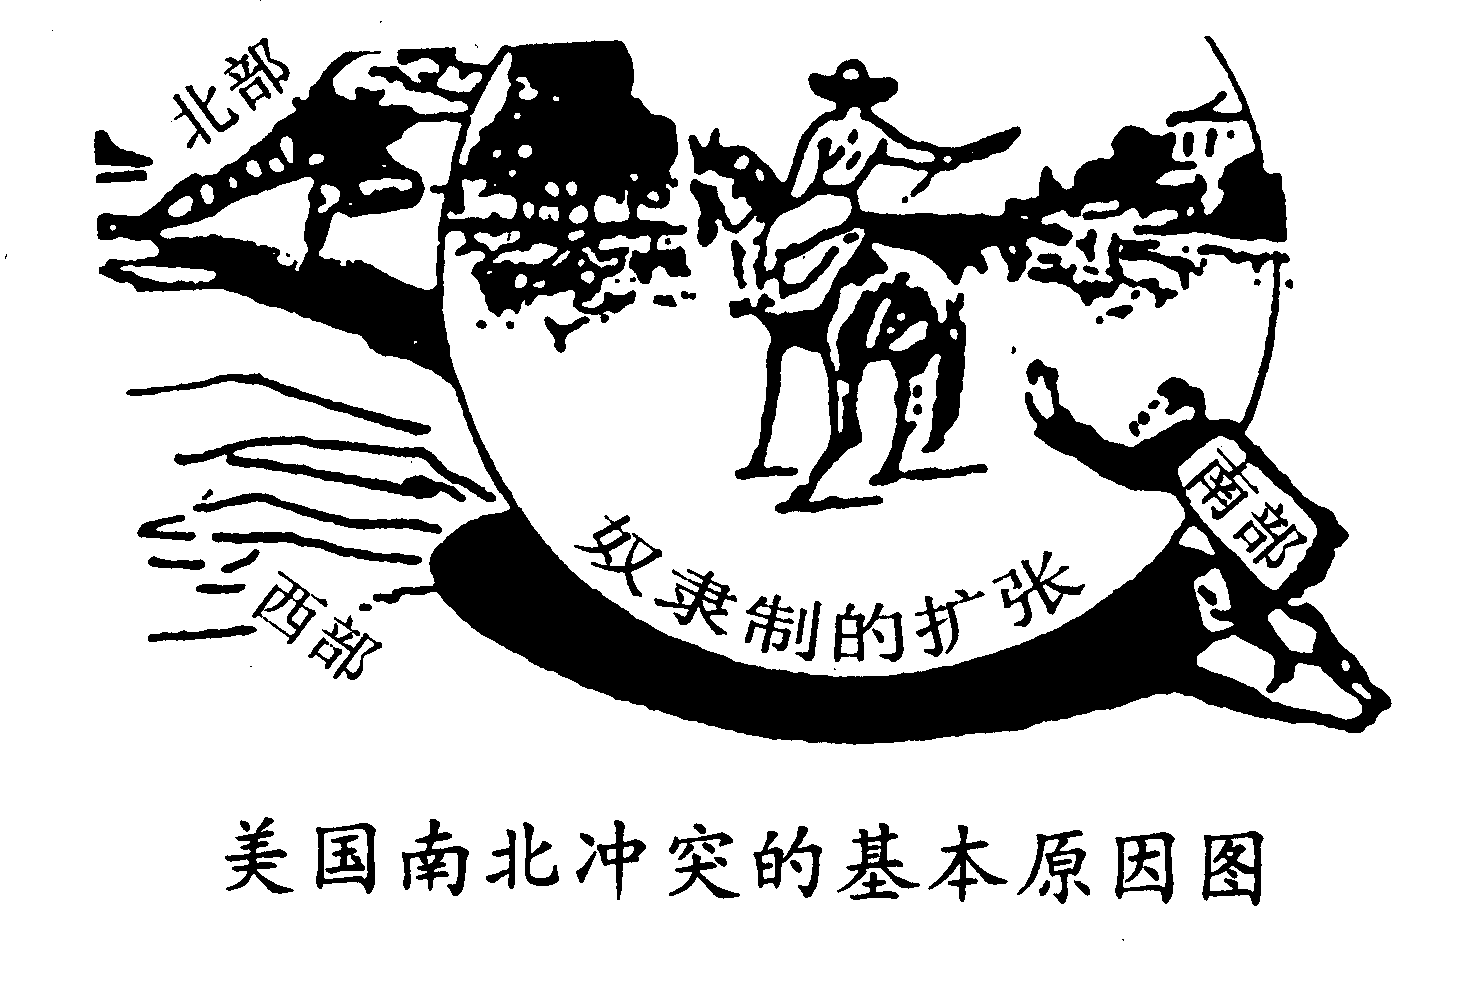 北部
南部
奴隶制的扩张
西部
美国南北冲突的基本原因图